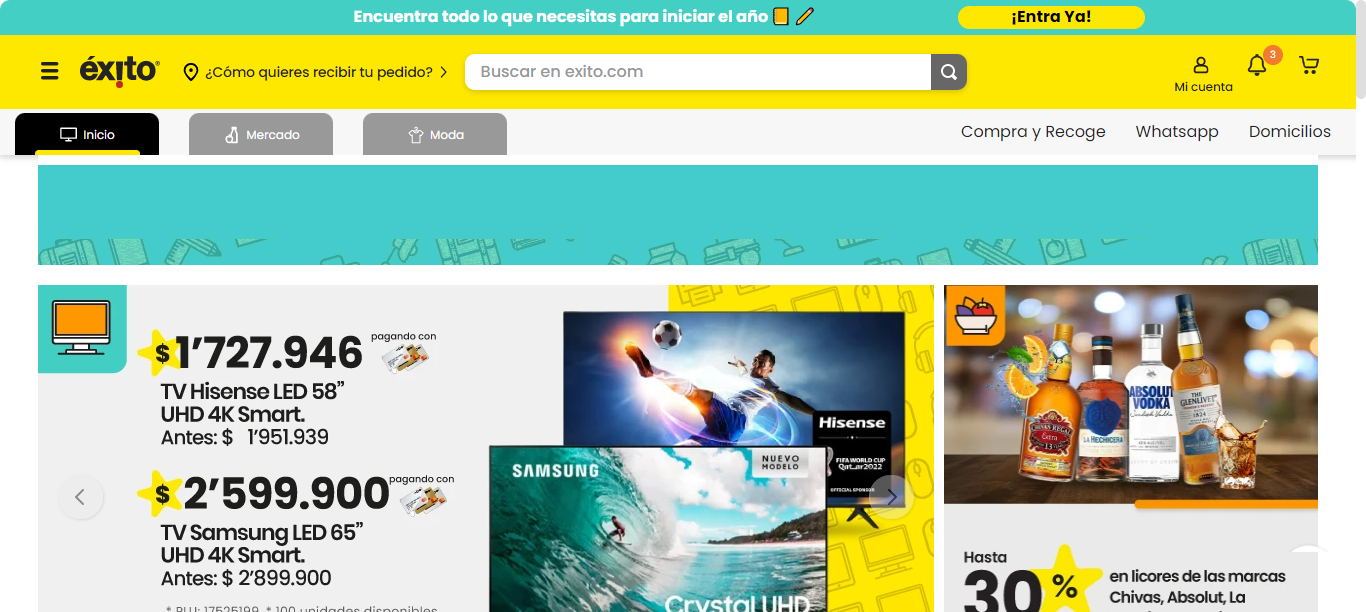 Encuentra todo lo que necesitas para iniciar el año
¡Entra Ya!
éxito
¿Cómo quieres recibir tu pedido?
Buscar en exito.com
Mi cuenta
3
Inicio
Mercado
Moda
Compra y Recoge
Whatsapp
Domicilios
$1’727.946
pagando con
TV Hisense LED 58”
UHD 4K Smart.
Antes: $ 1’951.939
$2’599.900
pagando con
TV Samsung LED 65”
UHD 4K Smart.
Antes: $ 2’899.900
* PLU: 17525199. * 100 unidades disponibles
Hisense
FIFA WORLD CUP
Qatar2022
OFFICIAL SPONSOR
SAMSUNG
NUEVO
MODELO
Crystal UHD
CHIVAS REGAL
Extra
13
LA HECHICERA
ABSOLUT
VODKA
THE
GLENLIVET
1824
Hasta
30%
en licores de las marcas
Chivas, Absolut, La